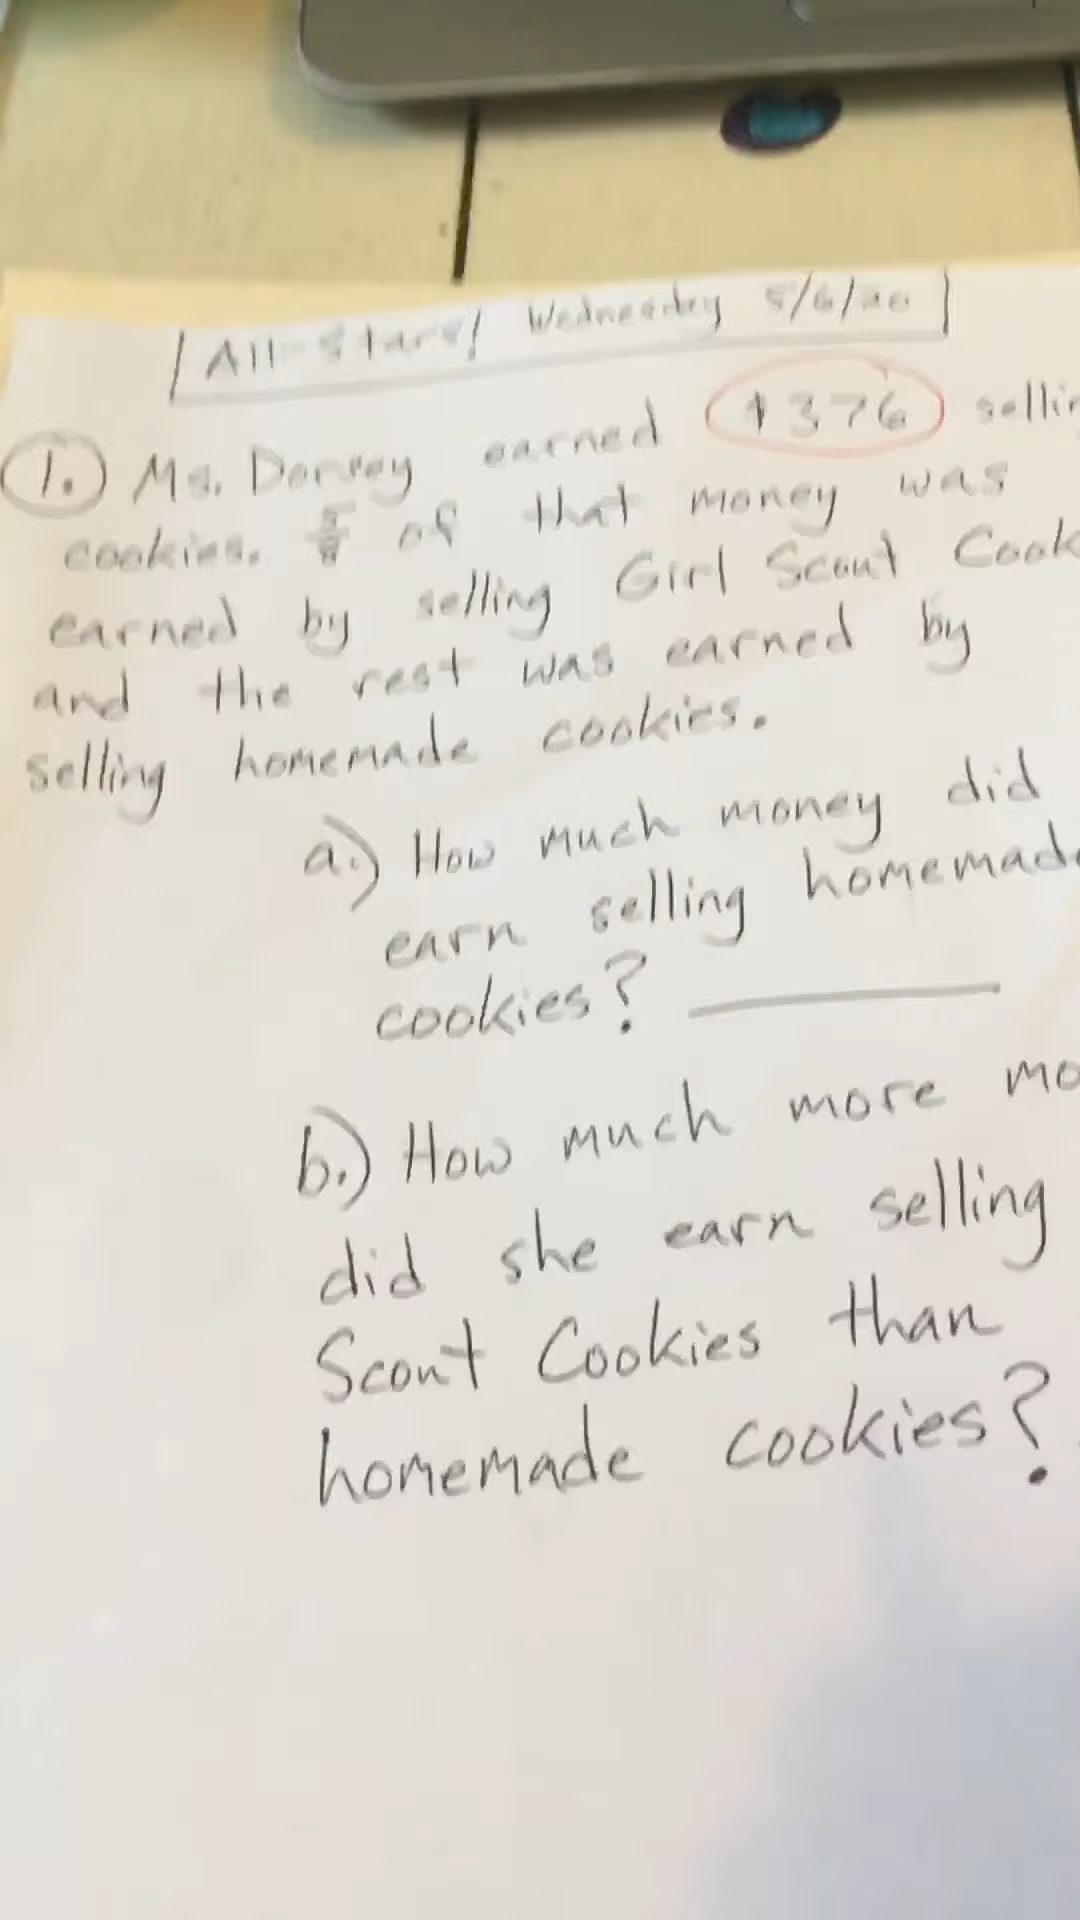 All-Stars! Wednesday 5/6/20
1. Ms. Dorsey earned $376 sellin
cookies. 5/8 of that money was
earned by selling Girl Scout Cook
and the rest was earned by
selling homemade cookies.
a.) How much money did
earn selling homemade
cookies?
b.) How much more mo
did she earn selling
Scout Cookies than
homemade cookies?